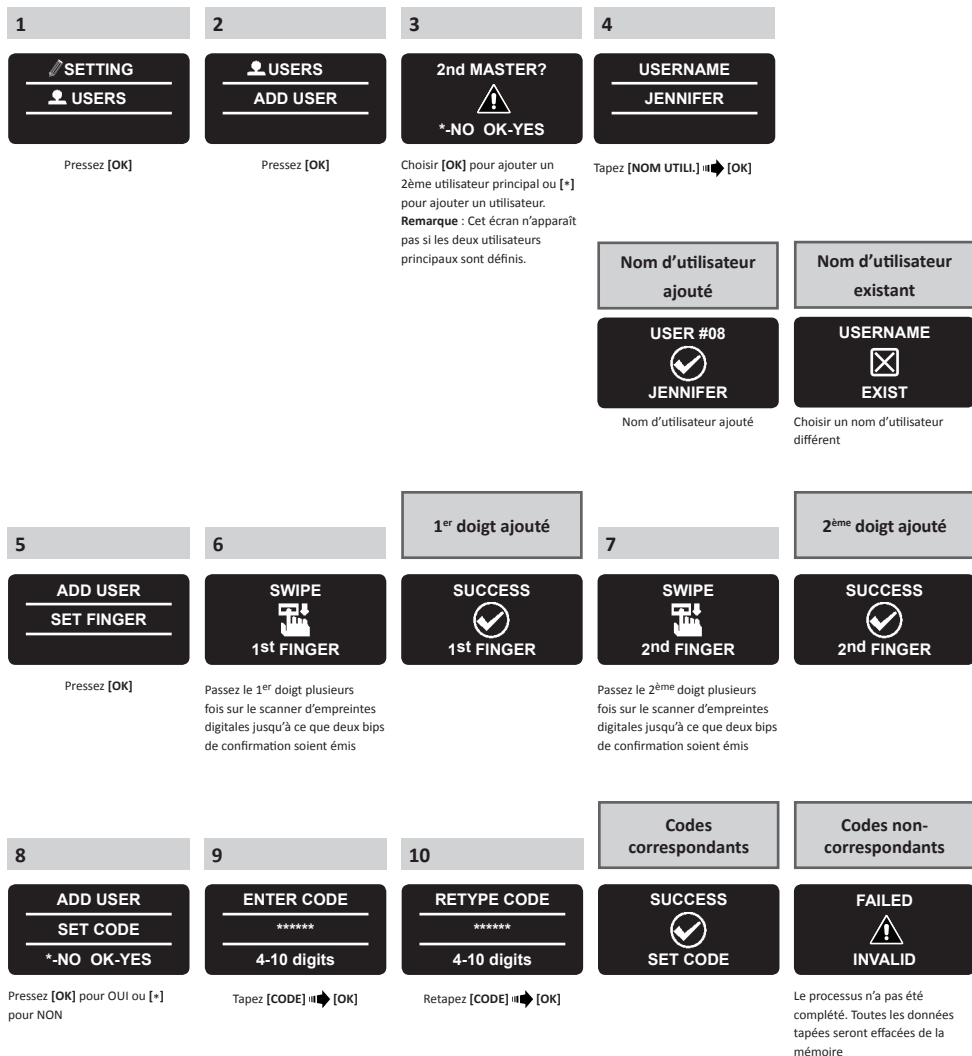 1
SETTING
USERS
Pressez [OK]
2
USERS
ADD USER
Pressez [OK]
3
2nd MASTER?
*-NO OK-YES
Choisir [OK] pour ajouter un
2ème utilisateur principal ou [*]
pour ajouter un utilisateur.
Remarque : Cet écran n’apparaît
pas si les deux utilisateurs
principaux sont définis.
4
USERNAME
JENNIFER
Tapez [NOM UTILI.] [OK]
Nom d’utilisateur
ajouté
USER #08
JENNIFER
Nom d’utilisateur ajouté
Nom d’utilisateur
existant
USERNAME
EXIST
Choisir un nom d’utilisateur
différent
5
ADD USER
SET FINGER
Pressez [OK]
6
SWIPE
1st FINGER
Passez le 1er doigt plusieurs
fois sur le scanner d’empreintes
digitales jusqu’à ce que deux bips
de confirmation soient émis
1er doigt ajouté
SUCCESS
1st FINGER
7
SWIPE
2nd FINGER
Passez le 2ème doigt plusieurs
fois sur le scanner d’empreintes
digitales jusqu’à ce que deux bips
de confirmation soient émis
2ème doigt ajouté
SUCCESS
2nd FINGER
8
ADD USER
SET CODE
*-NO OK-YES
Pressez [OK] pour OUI ou [*]
pour NON
9
ENTER CODE
******
4-10 digits
Tapez [CODE] [OK]
10
RETYPE CODE
******
4-10 digits
Retapez [CODE] [OK]
Codes
correspondants
SUCCESS
SET CODE
Codes non-
correspondants
FAILED
INVALID
Le processus n’a pas été
complété. Toutes les données
tapées seront effacées de la
mémoire